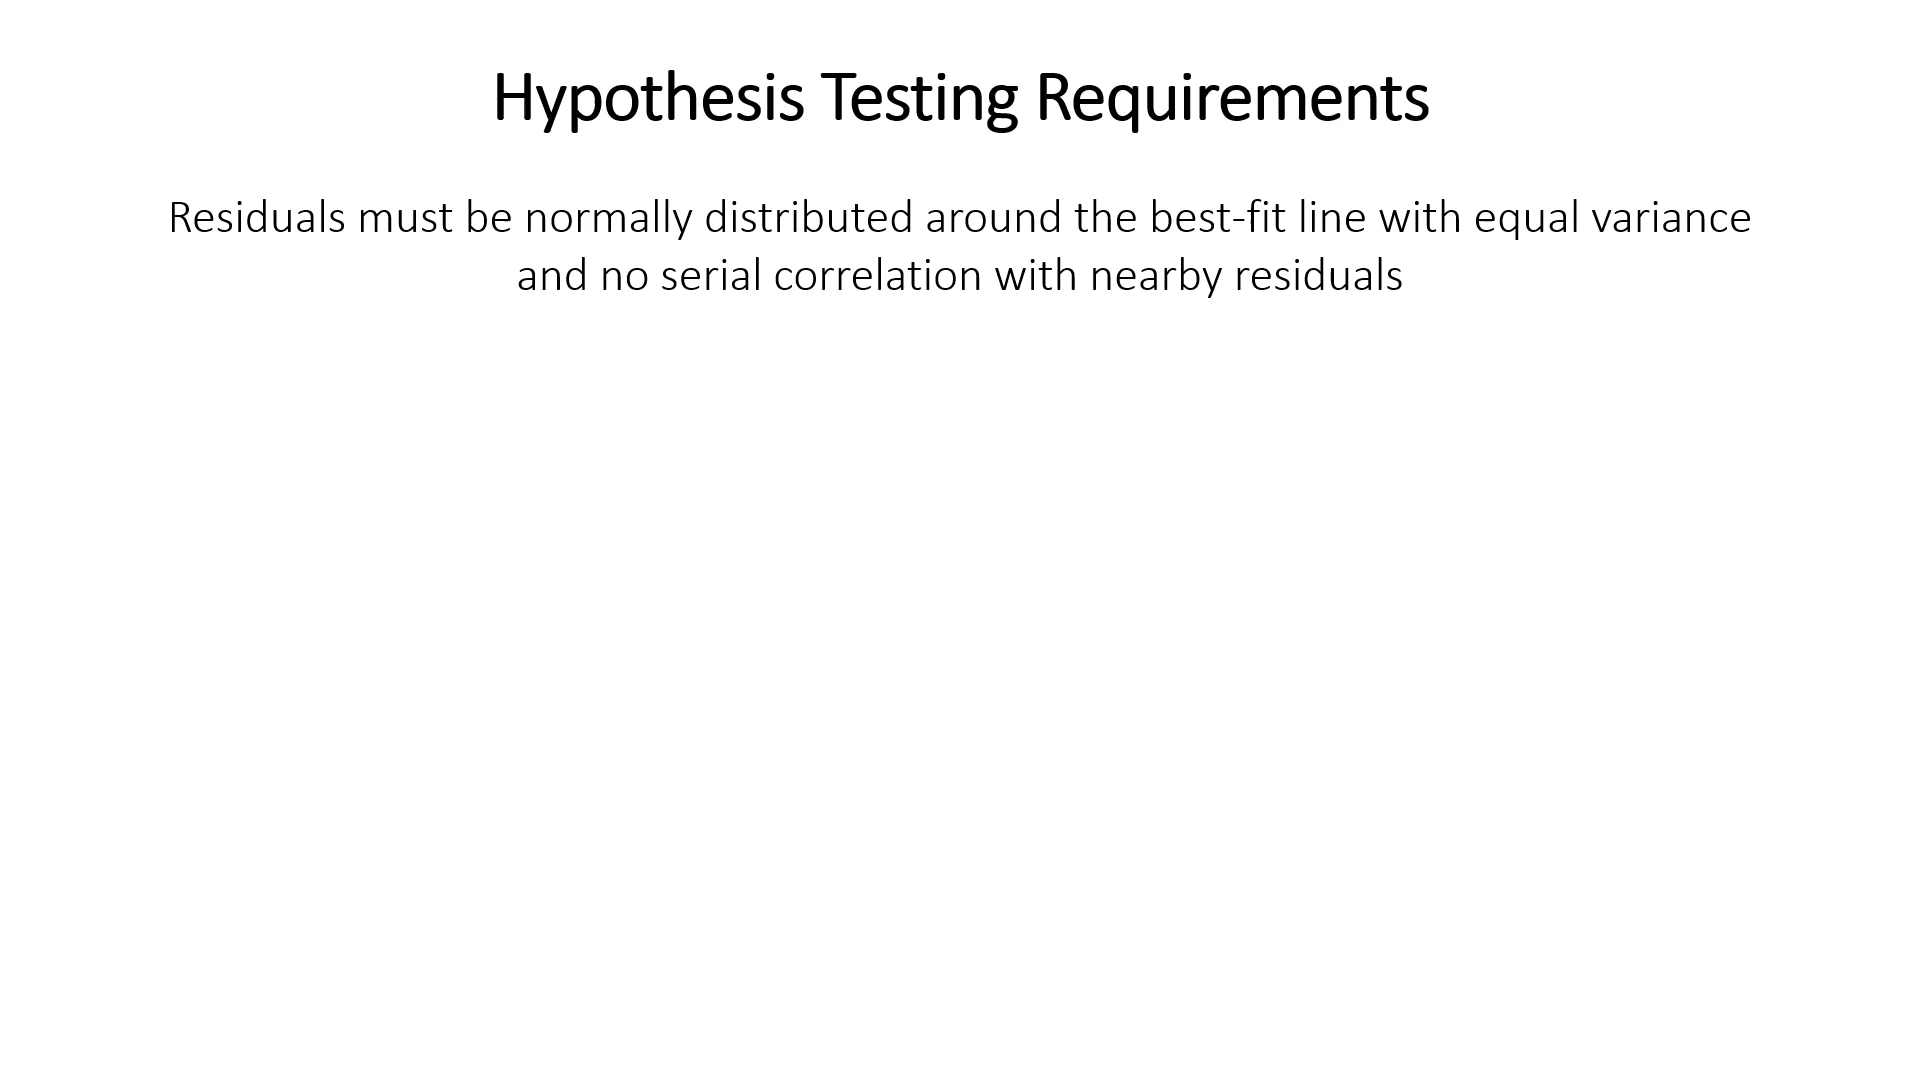 Hypothesis Testing Requirements
Residuals must be normally distributed around the best-fit line with equal variance
and no serial correlation with nearby residuals